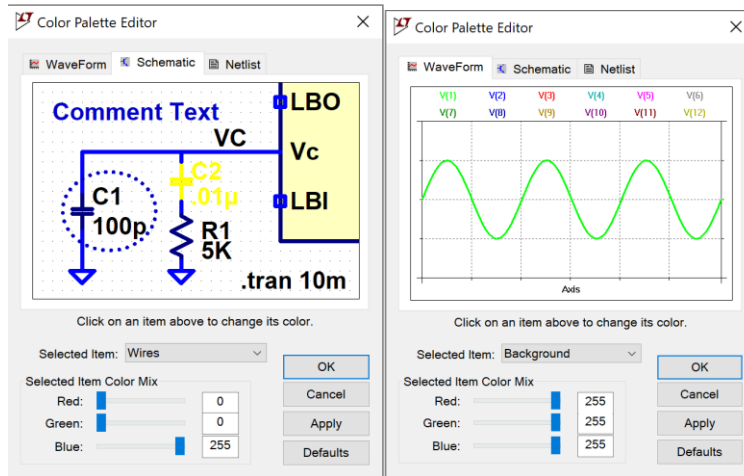 Color Palette Editor
WaveForm Schematic Netlist
Comment Text
LBO
VC
Vc
C2
.01µ
LBI
C1
100p
R1
5K
.tran 10m
Click on an item above to change its color.
Selected Item: Wires
Selected Item Color Mix
Red: 0
Green: 0
Blue: 255
OK
Cancel
Apply
Defaults
Color Palette Editor
WaveForm Schematic Netlist
V(1) V(2) V(3) V(4) V(5) V(6)
V(7) V(8) V(9) V(10) V(11) V(12)
Axis
Click on an item above to change its color.
Selected Item: Background
Selected Item Color Mix
Red: 255
Green: 255
Blue: 255
OK
Cancel
Apply
Defaults